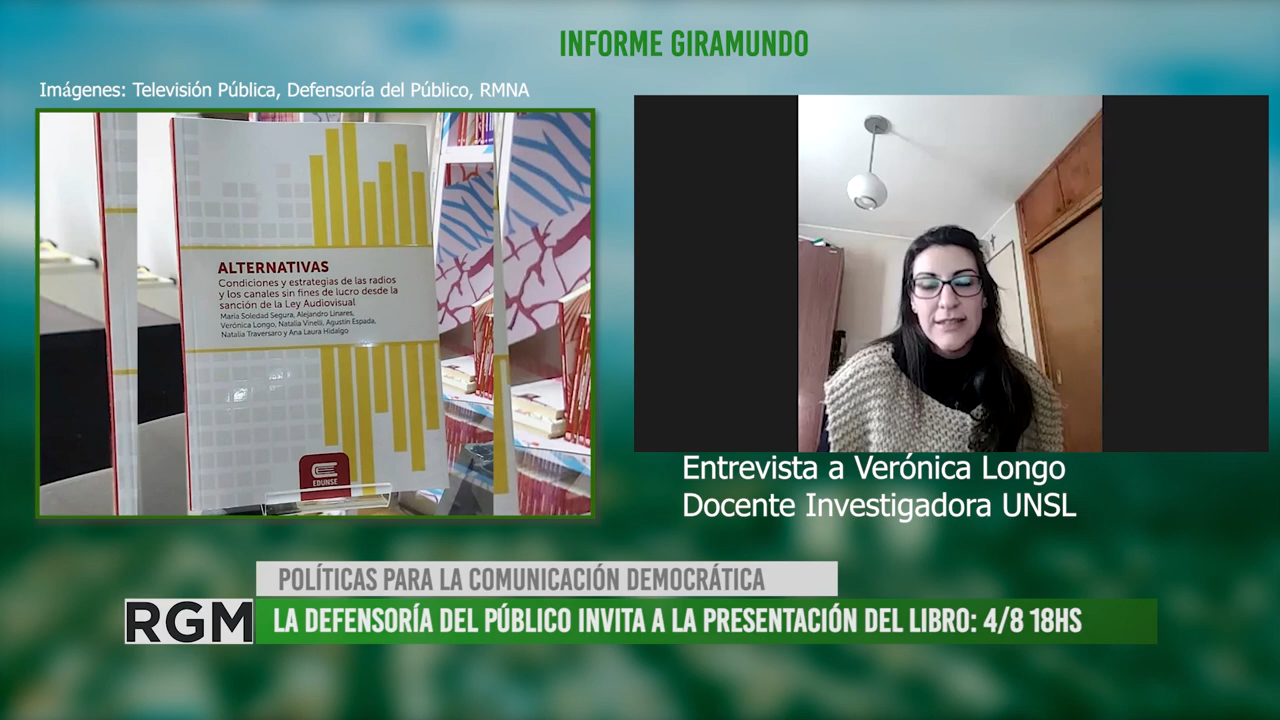 INFORME GIRAMUNDO
Imágenes: Televisión Pública, Defensoría del Público, RMNA
ALTERNATIVAS
Condiciones y estrategias de las radios
y los canales sin fines de lucro desde la
sanción de la Ley Audiovisual
María Soledad Segura, Alejandro Linares,
Verónica Longo, Natalia Vinelli, Agustín Espada,
Natalia Traversaro y Ana Laura Hidalgo
EDUNSE
Entrevista a Verónica Longo
Docente Investigadora UNSL
POLÍTICAS PARA LA COMUNICACIÓN DEMOCRÁTICA
RGM
LA DEFENSORÍA DEL PÚBLICO INVITA A LA PRESENTACIÓN DEL LIBRO: 4/8 18HS